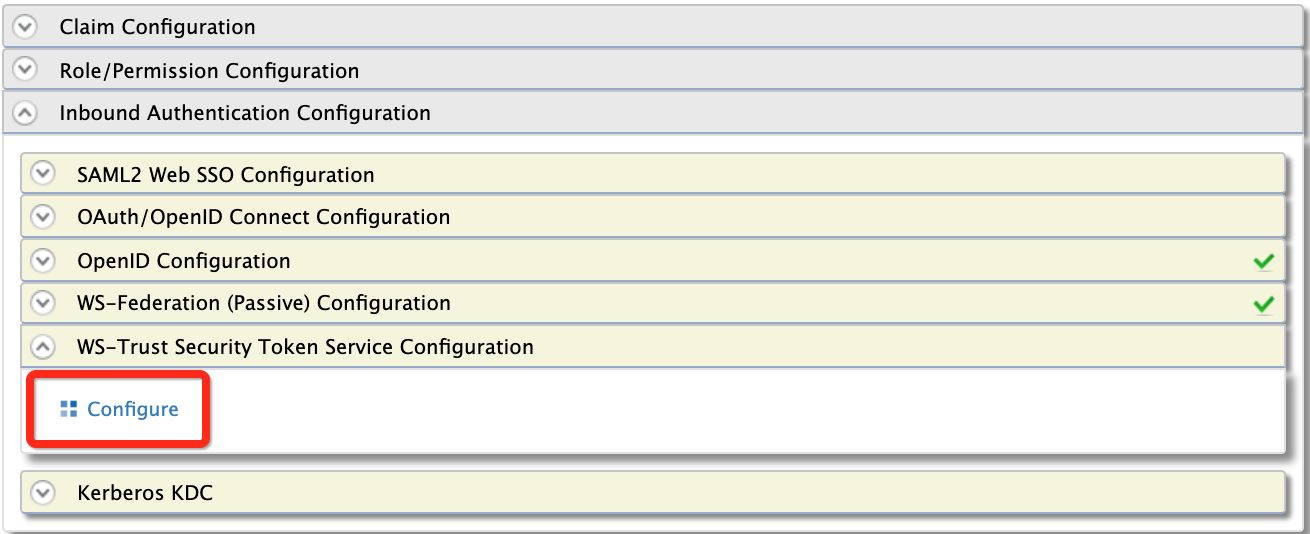 Claim Configuration
Role/Permission Configuration
Inbound Authentication Configuration
SAML2 Web SSO Configuration
OAuth/OpenID Connect Configuration
OpenID Configuration
WS-Federation (Passive) Configuration
WS-Trust Security Token Service Configuration
Configure
Kerberos KDC